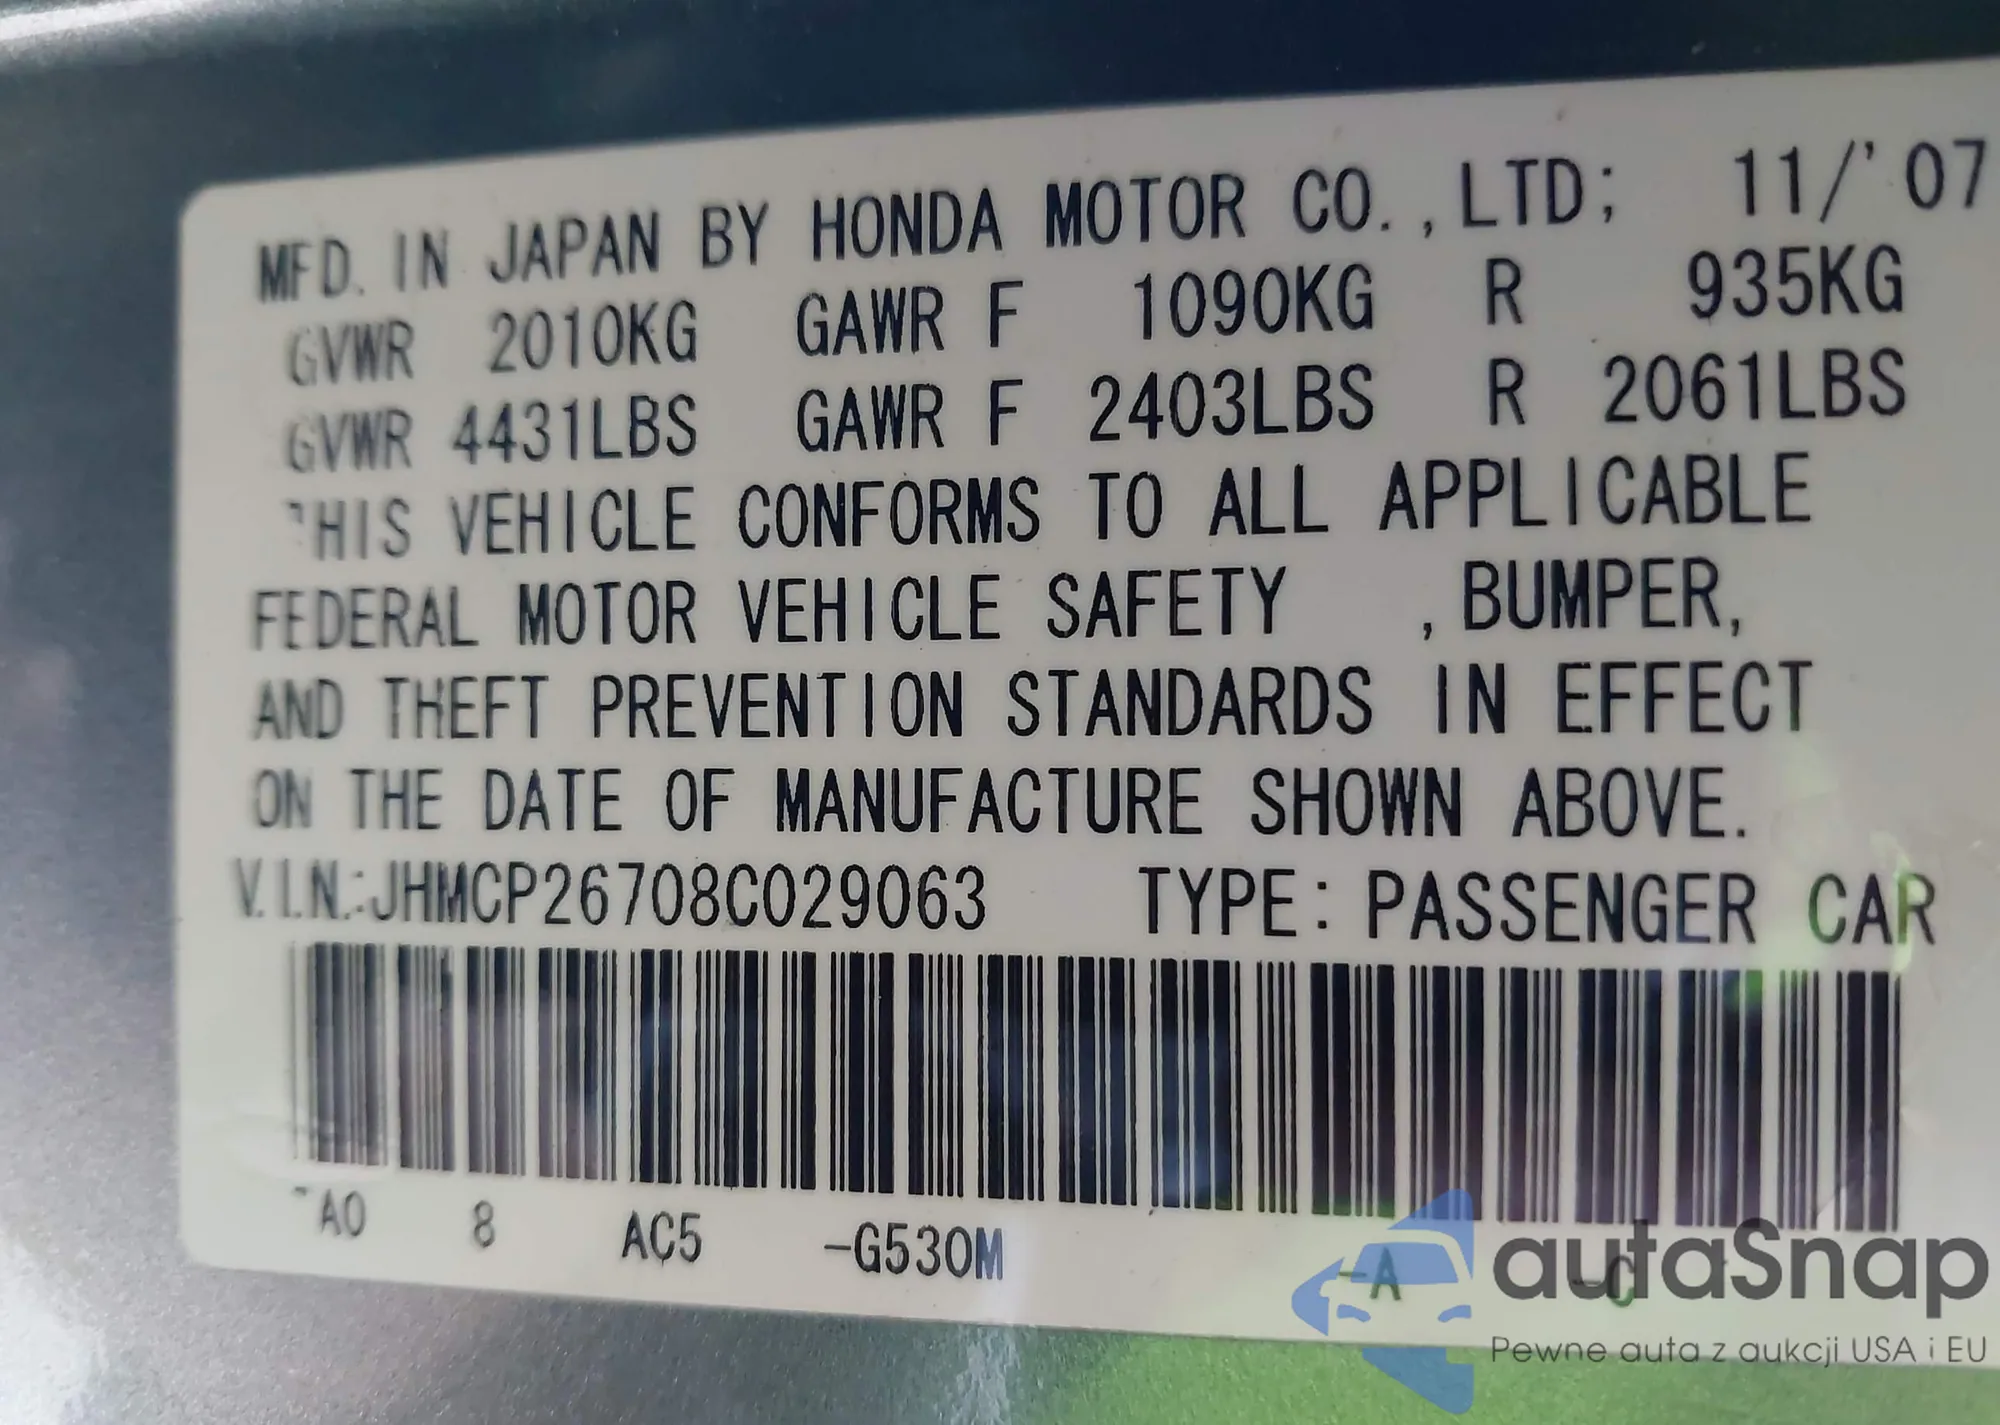 MFD. IN JAPAN BY HONDA MOTOR CO.,LTD; 11/'07
GVWR 2010KG GAWR F 1090KG R 935KG
GVWR 4431LBS GAWR F 2403LBS R 2061LBS
THIS VEHICLE CONFORMS TO ALL APPLICABLE
FEDERAL MOTOR VEHICLE SAFETY ,BUMPER,
AND THEFT PREVENTION STANDARDS IN EFFECT
ON THE DATE OF MANUFACTURE SHOWN ABOVE.
V.I.N.:JHMCP26708C029063 TYPE: PASSENGER CAR
TA0 8 AC5 -G530M -A -C
autaSnap
Pewne auta z aukcji USA i EU